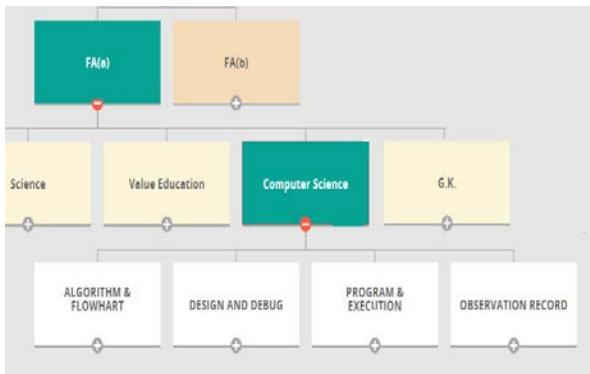 FA(a)
FA(b)
Science
Value Education
Computer Science
G.K.
ALGORITHM &
FLOWHART
DESIGN AND DEBUG
PROGRAM &
EXECUTION
OBSERVATION RECORD